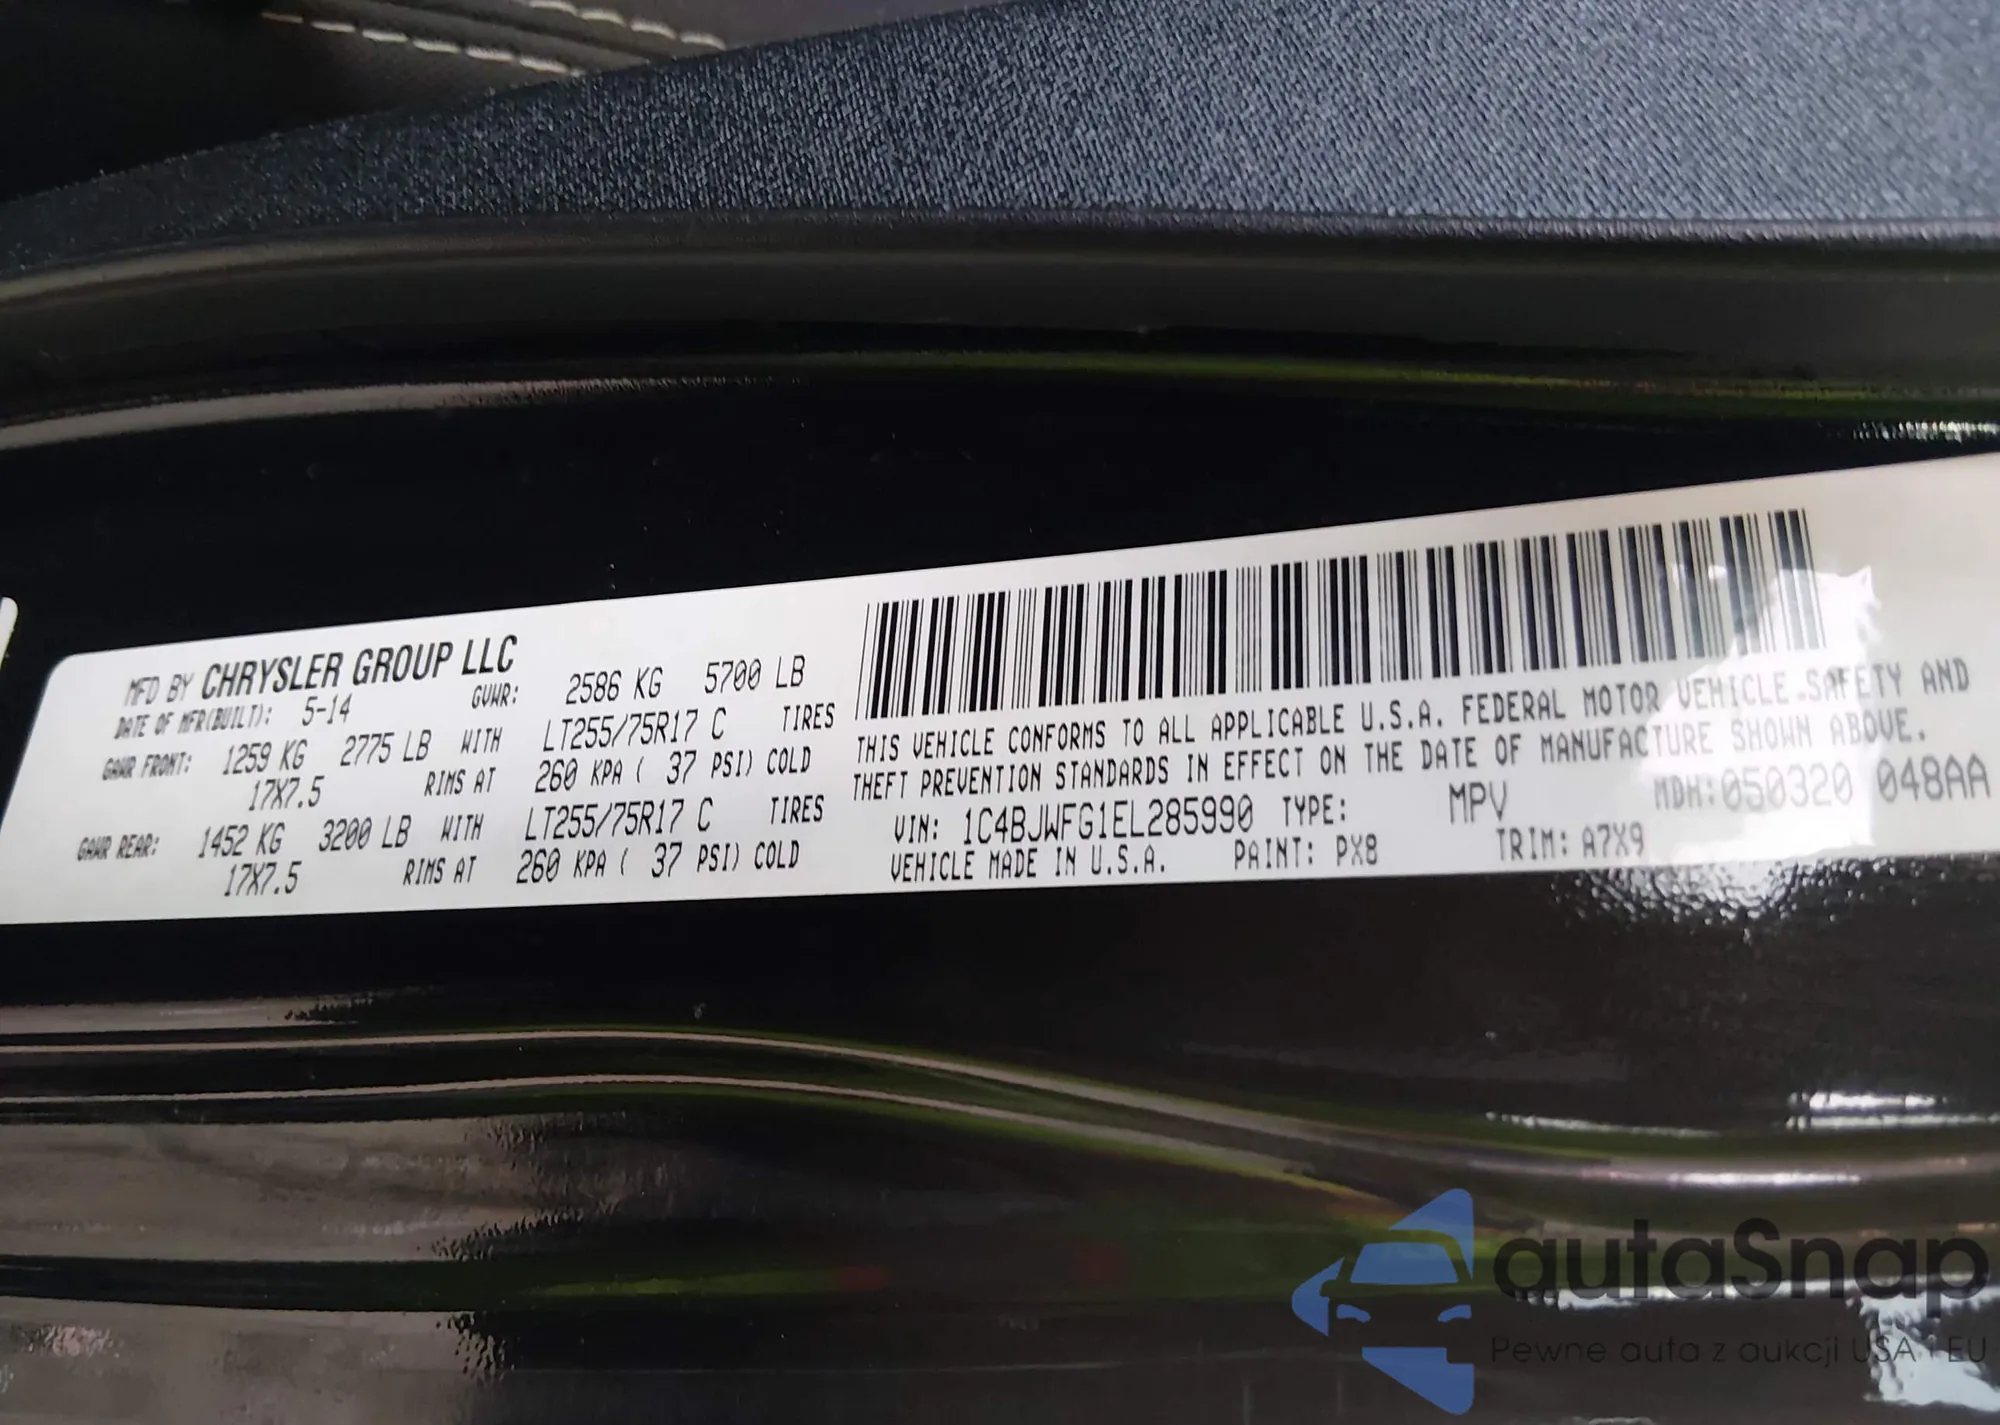 MFD BY CHRYSLER GROUP LLC
DATE OF MFR(BUILT): 5-14 GVWR: 2586 KG 5700 LB
GAWR FRONT: 1259 KG 2775 LB WITH LT255/75R17 C TIRES
17X7.5 RIMS AT 260 KPA ( 37 PSI) COLD
GAWR REAR: 1452 KG 3200 LB WITH LT255/75R17 C TIRES
17X7.5 RIMS AT 260 KPA ( 37 PSI) COLD
THIS VEHICLE CONFORMS TO ALL APPLICABLE U.S.A. FEDERAL MOTOR VEHICLE SAFETY AND
THEFT PREVENTION STANDARDS IN EFFECT ON THE DATE OF MANUFACTURE SHOWN ABOVE.
VIN: 1C4BJWFG1EL285990 TYPE: MPV MDH:050320 048AA
VEHICLE MADE IN U.S.A. PAINT: PX8 TRIM: A7X9
autaSnap
Pewne auta z aukcji USA i EU